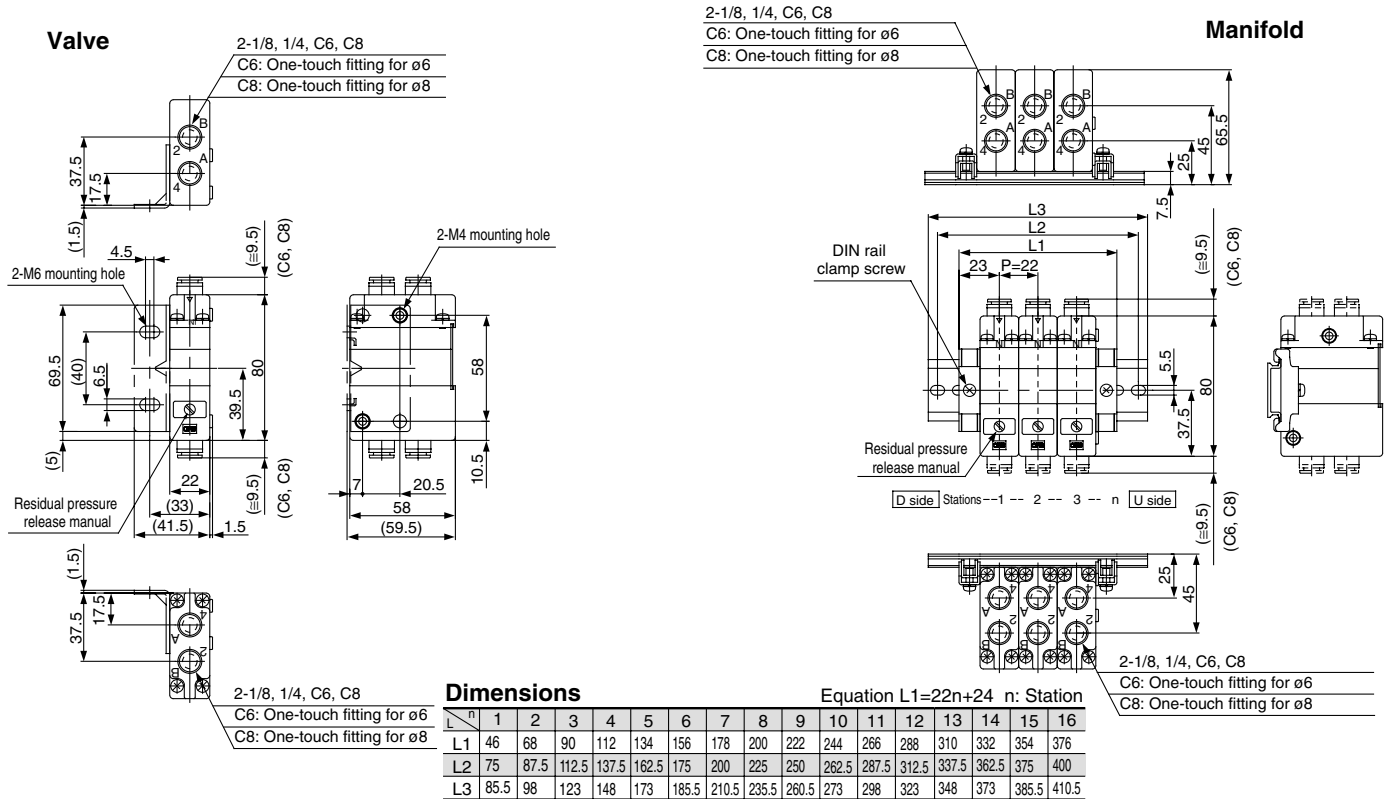 Valve
2-1/8, 1/4, C6, C8
C6: One-touch fitting for ø6
C8: One-touch fitting for ø8
B
2
A
4
37.5
17.5
(1.5)
4.5
2-M6 mounting hole
(≅9.5)
(C6, C8)
69.5
(40)
6.5
80
39.5
(5)
N
22
(33)
(41.5)
1.5
(≅9.5)
(C6, C8)
Residual pressure
release manual
2-M4 mounting hole
58
10.5
7
20.5
58
(59.5)
(1.5)
17.5
37.5
4
A
2
B
2-1/8, 1/4, C6, C8
C6: One-touch fitting for ø6
C8: One-touch fitting for ø8
Manifold
2-1/8, 1/4, C6, C8
C6: One-touch fitting for ø6
C8: One-touch fitting for ø8
B B B
2 2 2
A A A
4 4 4
25
45
65.5
7.5
L3
L2
L1
23
P=22
DIN rail
clamp screw
(≅9.5)
(C6, C8)
N N N
5.5
80
37.5
Residual pressure
release manual
D side Stations--1 -- 2 -- 3 -- n U side
(≅9.5)
(C6, C8)
25
45
4 4 4
A A A
2 2 2
B B B
2-1/8, 1/4, C6, C8
C6: One-touch fitting for ø6
C8: One-touch fitting for ø8
Dimensions
Equation L1=22n+24 n: Station
L n 1 2 3 4 5 6 7 8 9 10 11 12 13 14 15 16
L1 46 68 90 112 134 156 178 200 222 244 266 288 310 332 354 376
L2 75 87.5 112.5 137.5 162.5 175 200 225 250 262.5 287.5 312.5 337.5 362.5 375 400
L3 85.5 98 123 148 173 185.5 210.5 235.5 260.5 273 298 323 348 373 385.5 410.5